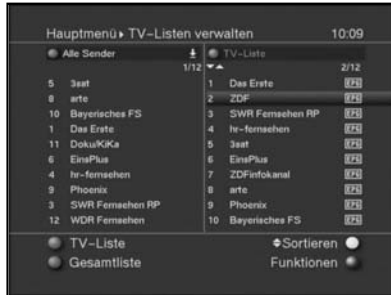 Hauptmenü▸TV-Listen verwalten 10:09
Alle Sender
1/12
5 3sat
8 arte
10 Bayerisches FS
1 Das Erste
11 Doku/KiKa
6 EinsPlus
4 hr-fernsehen
9 Phoenix
3 SWR Fernsehen RP
12 WDR Fernsehen
TV-Liste
2/12
1 Das Erste EPG
2 ZDF EPG
3 SWR Fernsehen RP EPG
4 hr-fernsehen EPG
5 3sat EPG
6 EinsPlus EPG
7 ZDFinfokanal EPG
8 arte EPG
9 Phoenix EPG
10 Bayerisches FS EPG
TV-Liste
Gesamtliste
Sortieren
Funktionen